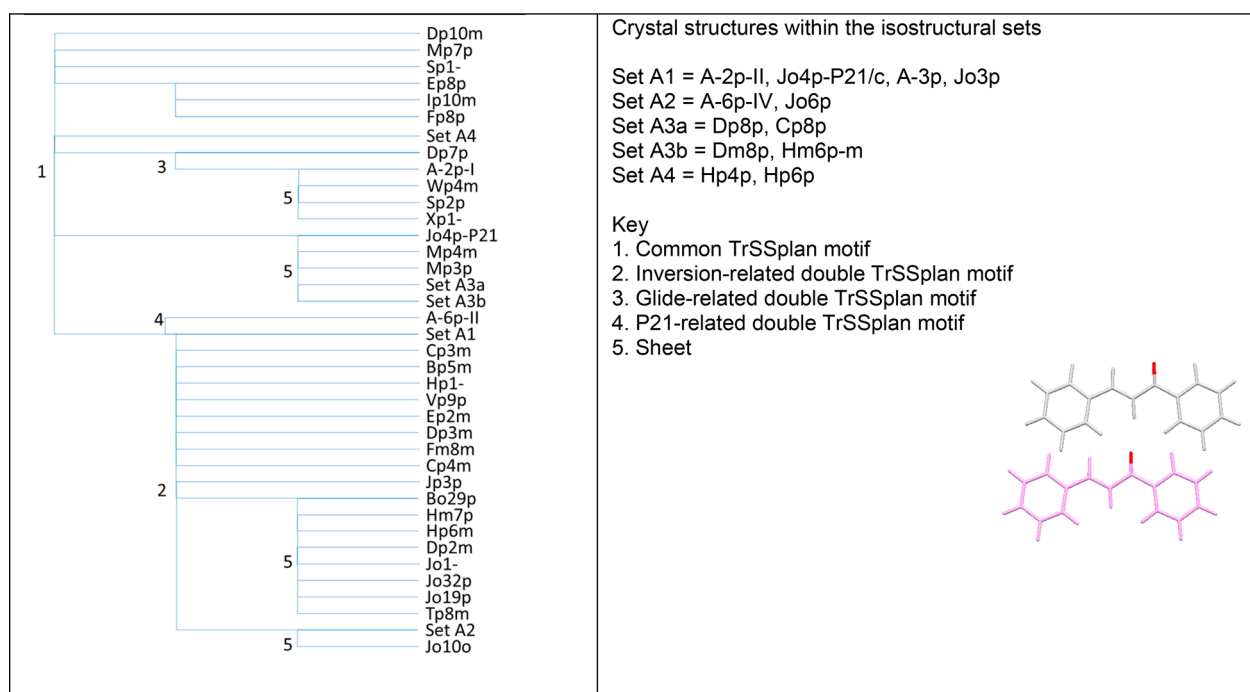 Dp10m
Mp7p
Sp1-
Ep8p
Ip10m
Fp8p
Set A4
Dp7p
3
A-2p-I
1
Wp4m
5
Sp2p
Xp1-
Jo4p-P21
Mp4m
5
Mp3p
Set A3a
Set A3b
4
A-6p-II
Set A1
Cp3m
Bp5m
Hp1-
Vp9p
Ep2m
Dp3m
Fm8m
Cp4m
Jp3p
2
Bo29p
Hm7p
Hp6m
Dp2m
5
Jo1-
Jo32p
Jo19p
Tp8m
Set A2
5
Jo10o
Crystal structures within the isostructural sets
Set A1 = A-2p-II, Jo4p-P21/c, A-3p, Jo3p
Set A2 = A-6p-IV, Jo6p
Set A3a = Dp8p, Cp8p
Set A3b = Dm8p, Hm6p-m
Set A4 = Hp4p, Hp6p
Key
1. Common TrSSplan motif
2. Inversion-related double TrSSplan motif
3. Glide-related double TrSSplan motif
4. P21-related double TrSSplan motif
5. Sheet